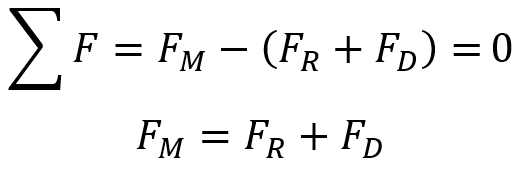 ∑ F = F_M − (F_R + F_D) = 0
F_M = F_R + F_D